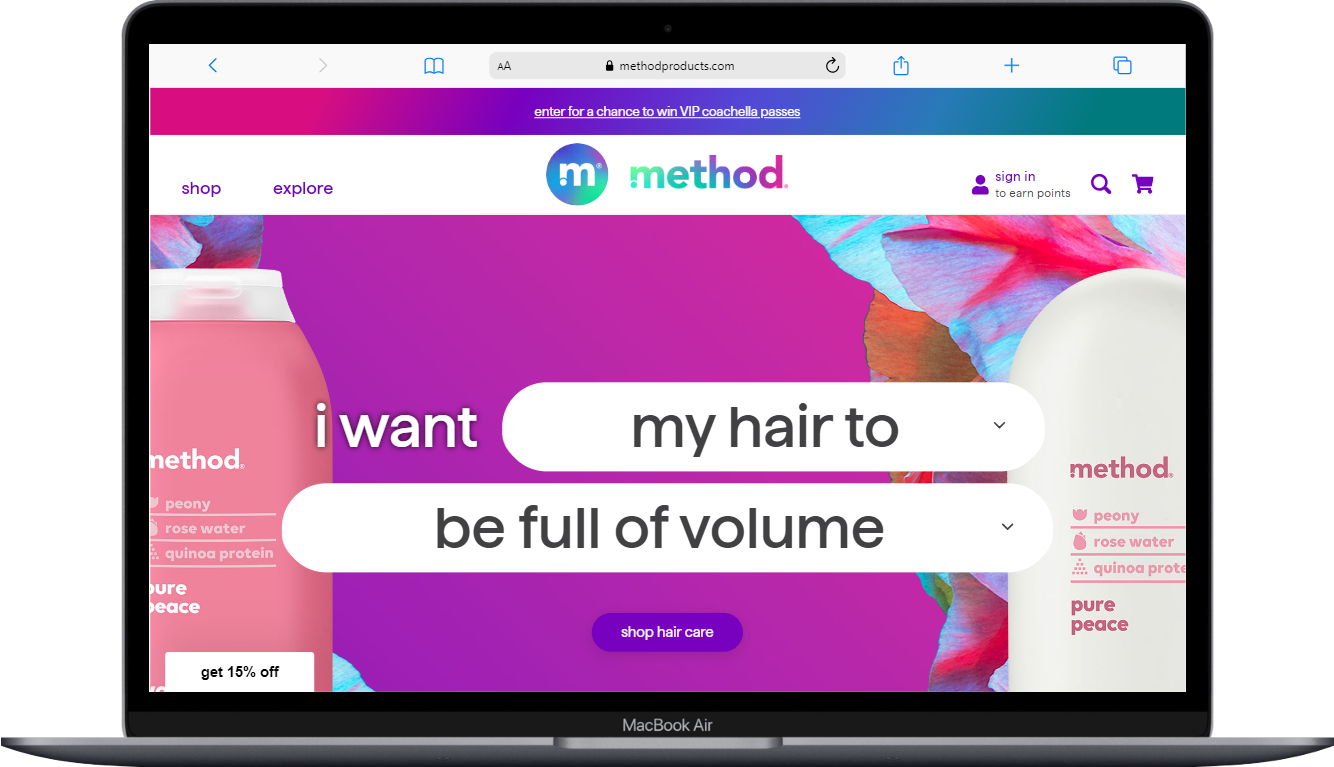 AA methodproducts.com
enter for a chance to win VIP coachella passes
shop explore
m® method®
sign in
to earn points
i want my hair to
be full of volume
shop hair care
method®
peony
rose water
quinoa protein
pure
peace
get 15% off
method®
peony
rose water
quinoa prote
pure
peace
MacBook Air